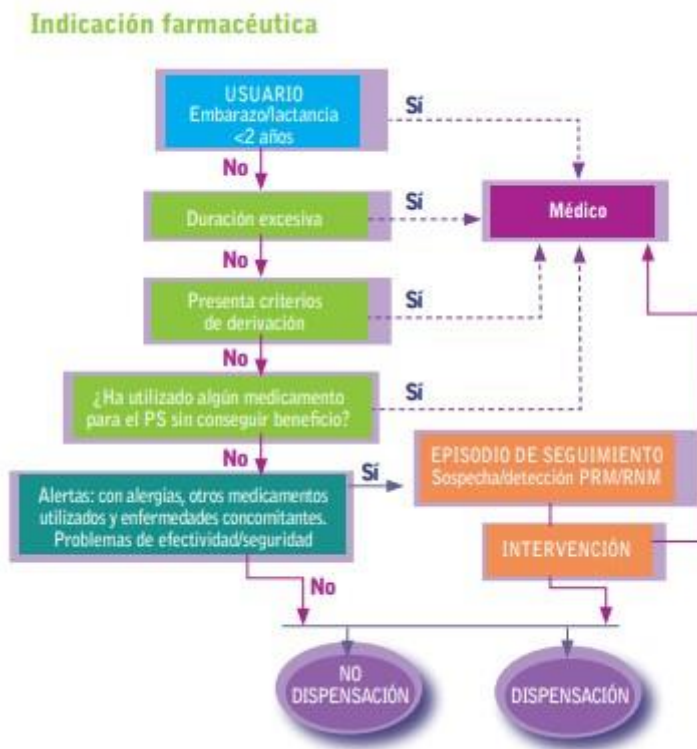 Indicación farmacéutica
USUARIO
Embarazo/lactancia
<2 años
Sí
No
Médico
Duración excesiva
Sí
No
Presenta criterios
de derivación
Sí
No
¿Ha utilizado algún medicamento
para el PS sin conseguir beneficio?
Sí
No
EPISODIO DE SEGUIMIENTO
Sospecha/detección PRM/RNM
Alertas: con alergias, otros medicamentos
utilizados y enfermedades concomitantes.
Problemas de efectividad/seguridad
Sí
INTERVENCIÓN
No
NO
DISPENSACIÓN
DISPENSACIÓN